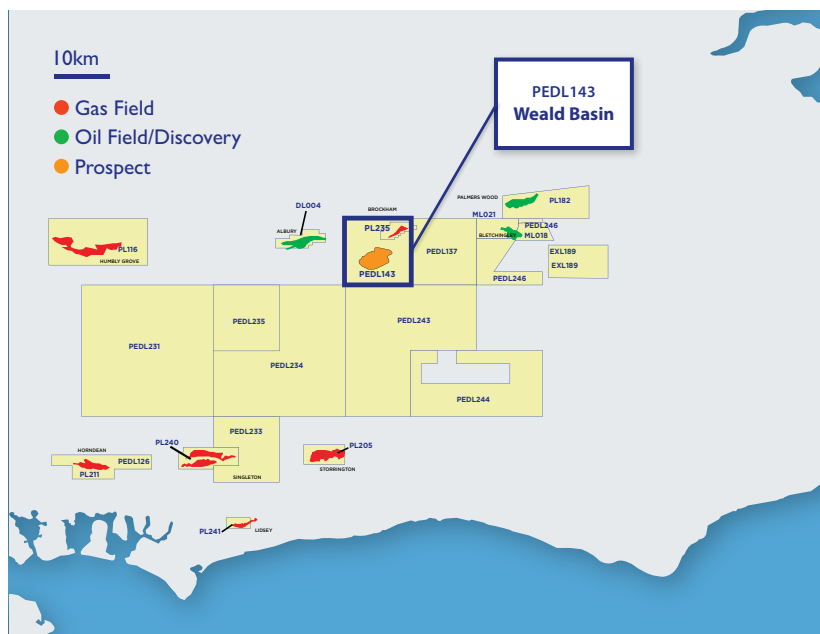 10km
Gas Field
Oil Field/Discovery
Prospect
PEDL143
Weald Basin
PALMERS WOOD
PL182
DL004
BROCKHAM
ML021
PL235
PEDL246
ALBURY
BLETCHINGLEY
ML018
PL116
HUMBLY GROVE
PEDL137
EXL189
EXL189
PEDL143
PEDL246
PEDL235
PEDL243
PEDL231
PEDL234
PEDL244
PEDL233
PL240
PL205
HORNDEAN
PEDL126
PL211
STORRINGTON
SINGLETON
PL241
LIDSEY